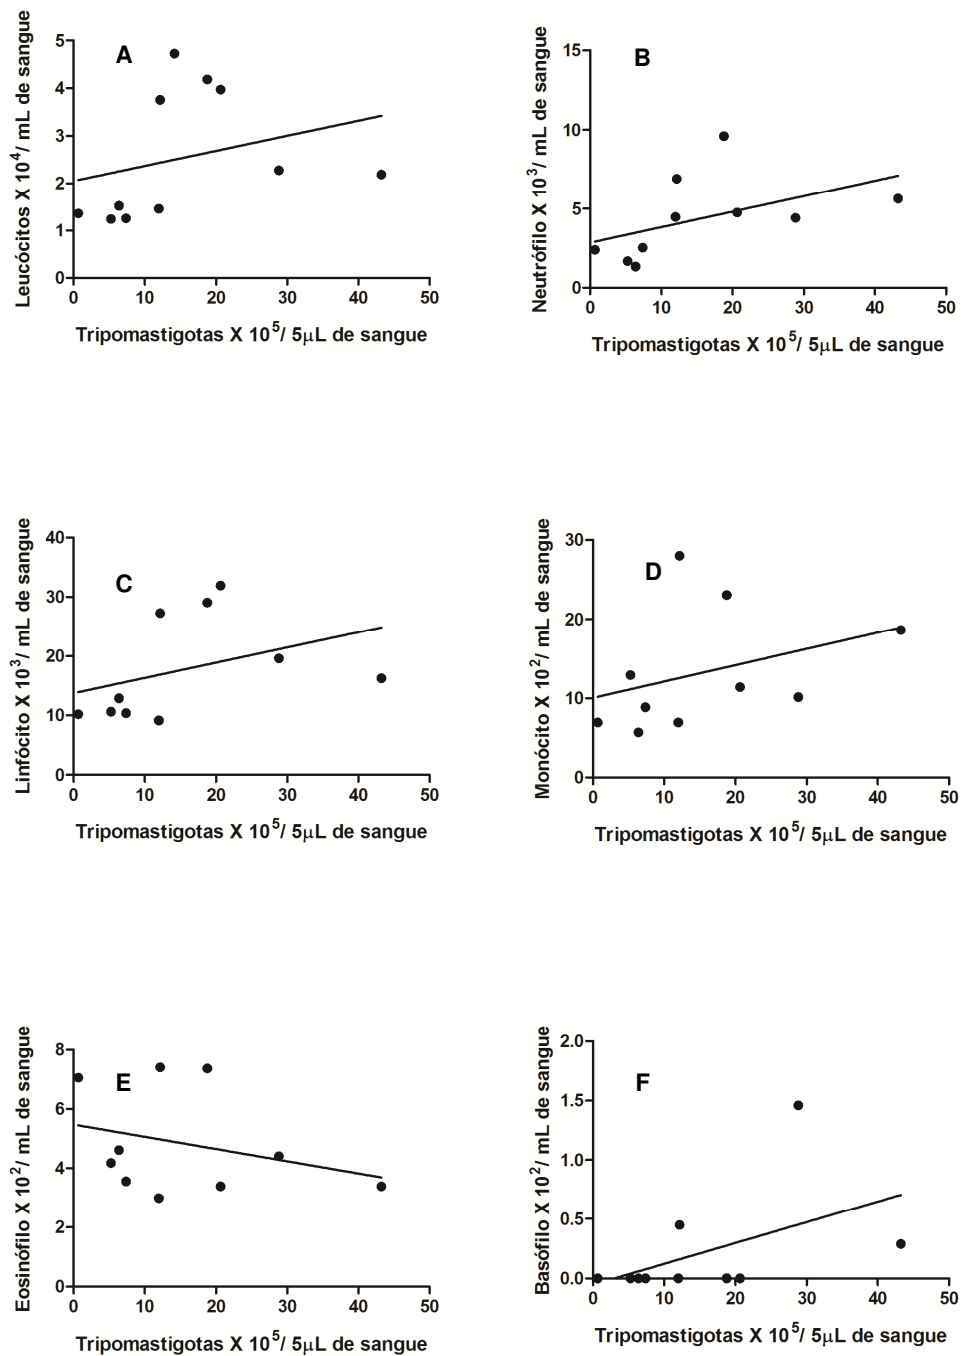 A
Leucócitos X 10⁴/ mL de sangue
5
4
3
2
1
0
0 10 20 30 40 50
Tripomastigotas X 10⁵/ 5μL de sangue
B
Neutrófilo X 10³/ mL de sangue
15
10
5
0
0 10 20 30 40 50
Tripomastigotas X 10⁵/ 5μL de sangue
C
Linfócito X 10³/ mL de sangue
40
30
20
10
0
0 10 20 30 40 50
Tripomastigotas X 10⁵/ 5μL de sangue
D
Monócito X 10²/ mL de sangue
30
20
10
0
0 10 20 30 40 50
Tripomastigotas X 10⁵/ 5μL de sangue
E
Eosinófilo X 10²/ mL de sangue
8
6
4
2
0
0 10 20 30 40 50
Tripomastigotas X 10⁵/ 5μL de sangue
F
Basófilo X 10²/ mL de sangue
2.0
1.5
1.0
0.5
0.0
0 10 20 30 40 50
Tripomastigotas X 10⁵/ 5μL de sangue